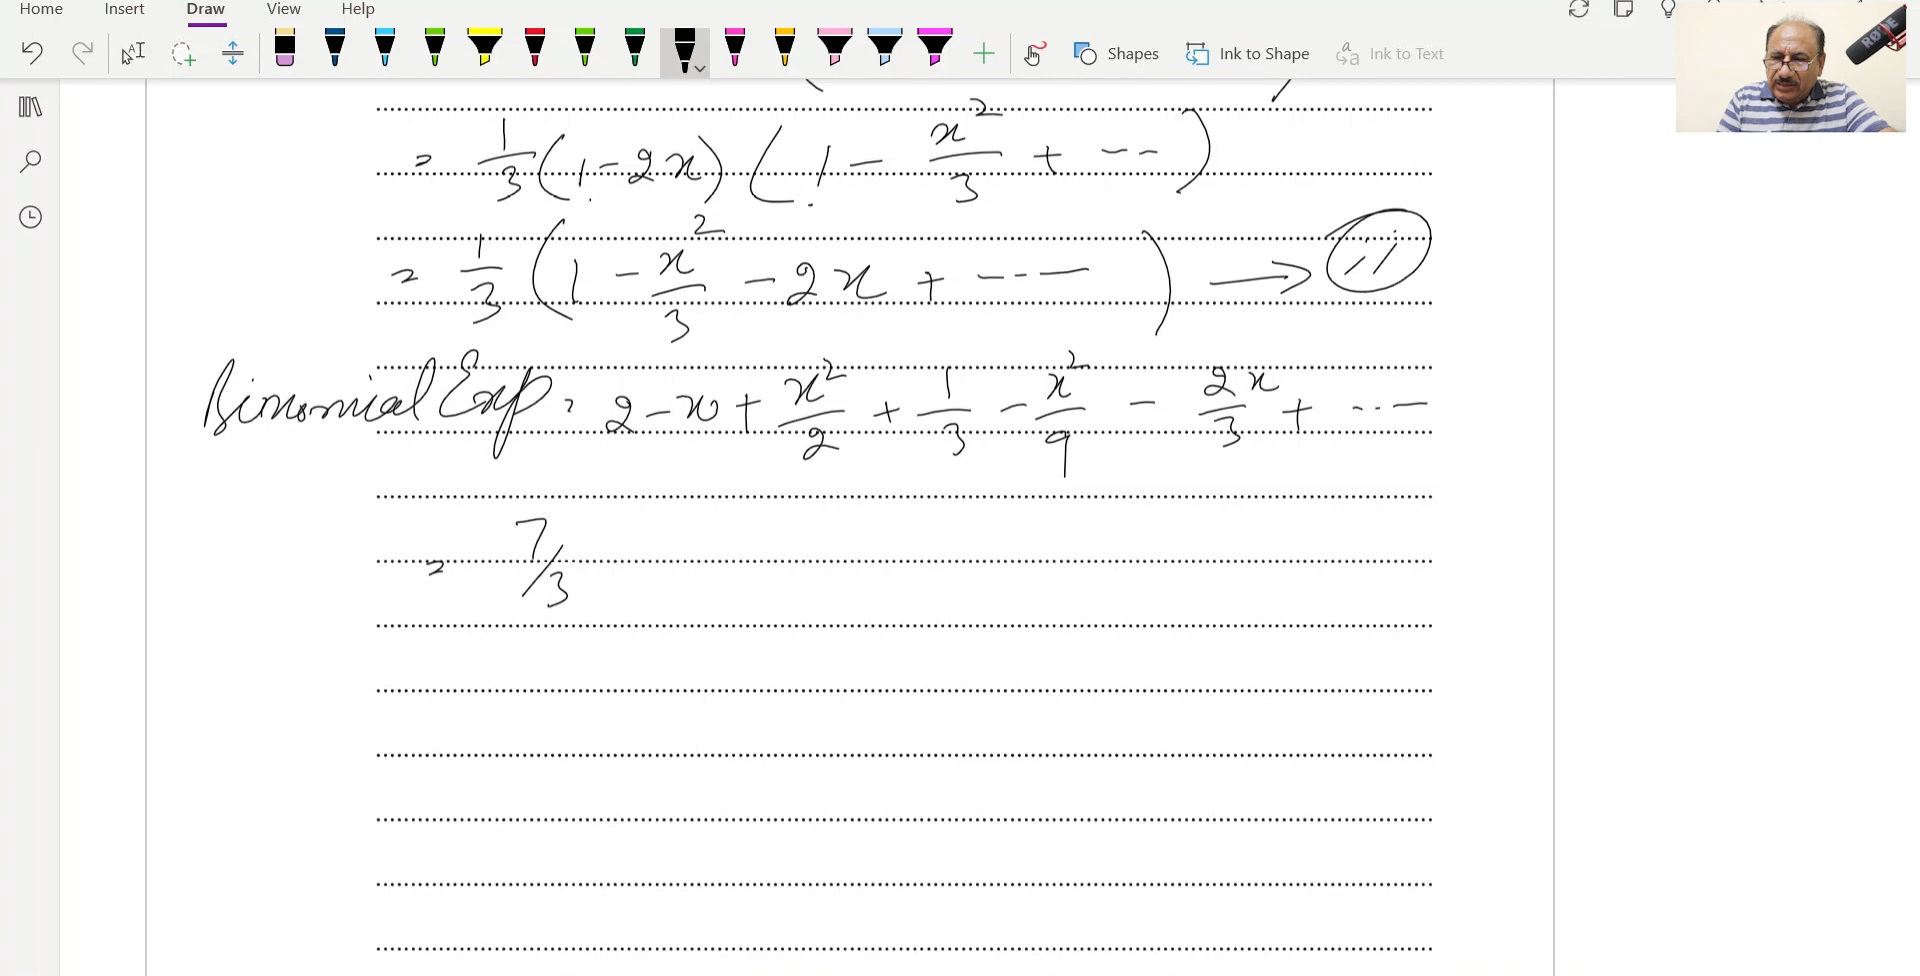 Home Insert Draw View Help
Shapes Ink to Shape Ink to Text
RØDE
= 1/3 (1 - 2x) (1 - x²/3 + --)
= 1/3 (1 - x²/3 - 2x + ----) → (ii)
Binomial Exp = 2 - x + x²/2 + 1/3 - x²/9 - 2x/3 + ...
= 7/3